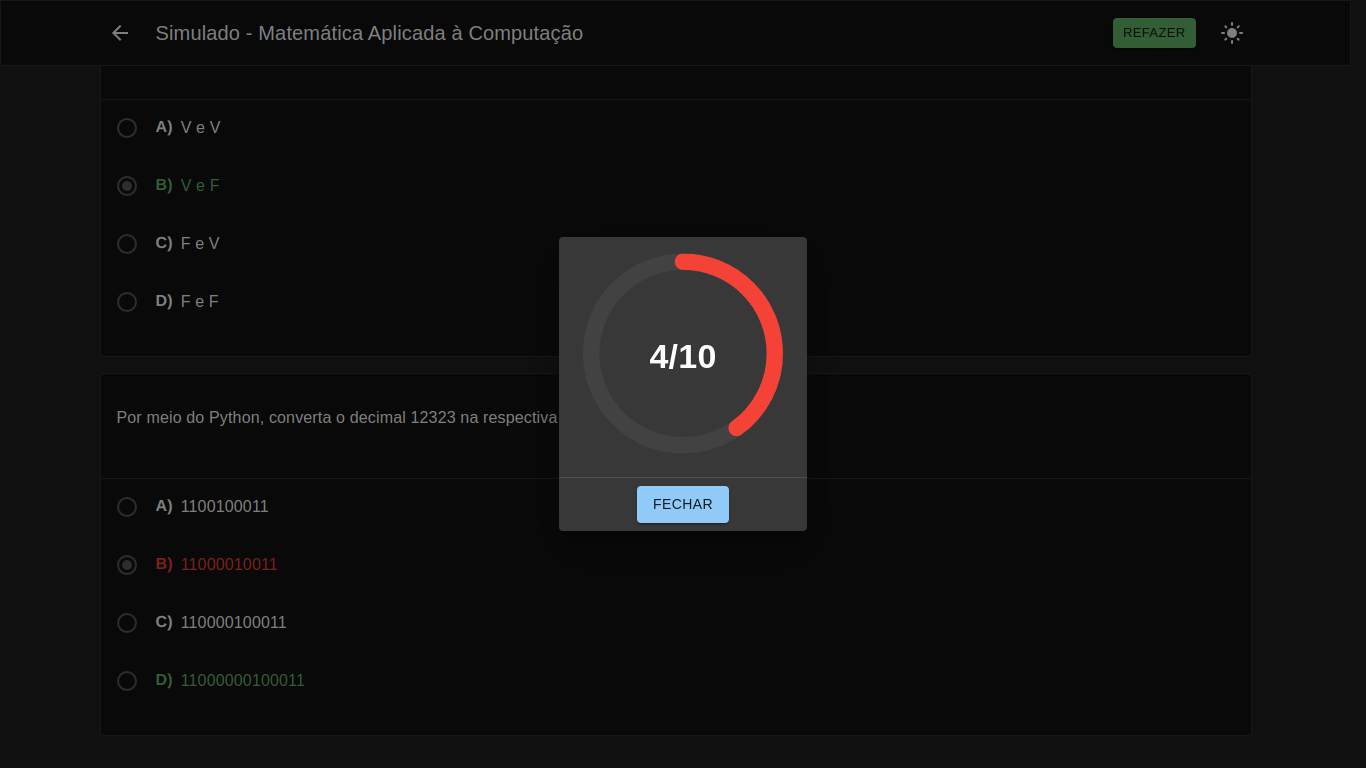 Simulado - Matemática Aplicada à Computação
REFAZER
A) V e V
B) V e F
C) F e V
D) F e F
4/10
Por meio do Python, converta o decimal 12323 na respectiva
FECHAR
A) 1100100011
B) 11000010011
C) 110000100011
D) 11000000100011